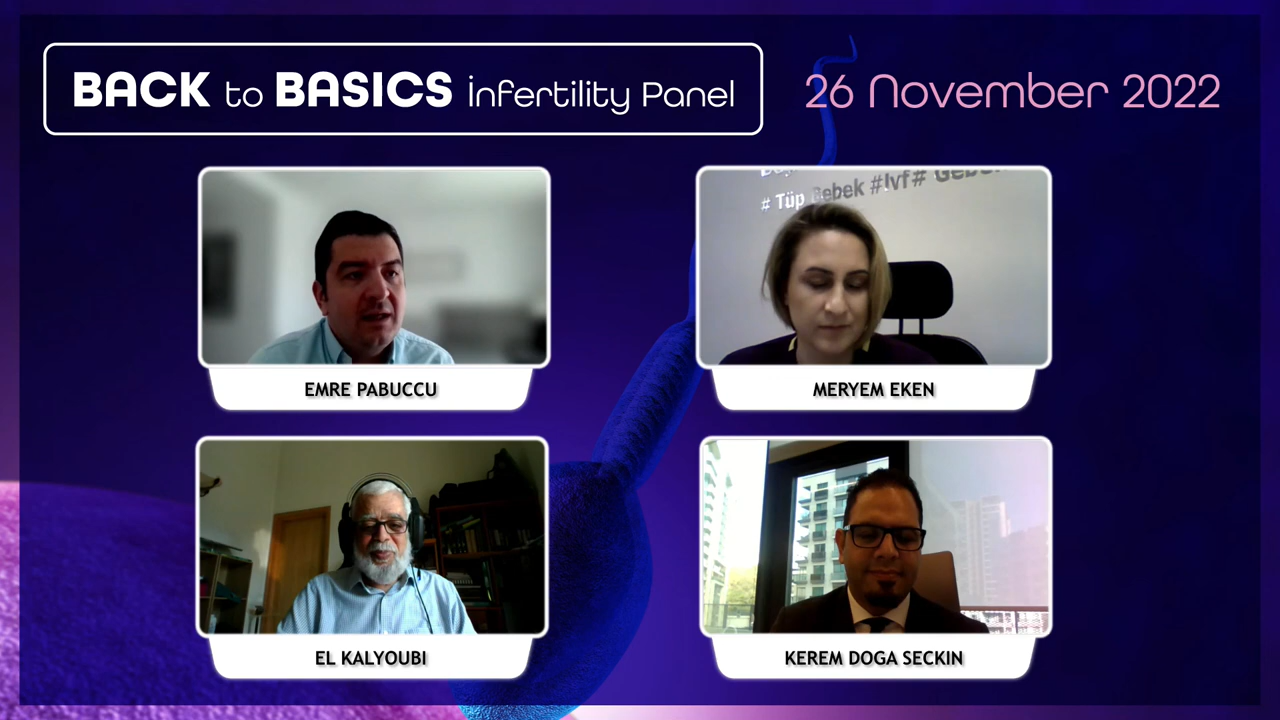 BACK to BASICS İnfertility Panel
26 November 2022
# Tüp Bebek #Ivf# Gebe
EMRE PABUCCU
MERYEM EKEN
EL KALYOUBI
KEREM DOGA SECKIN